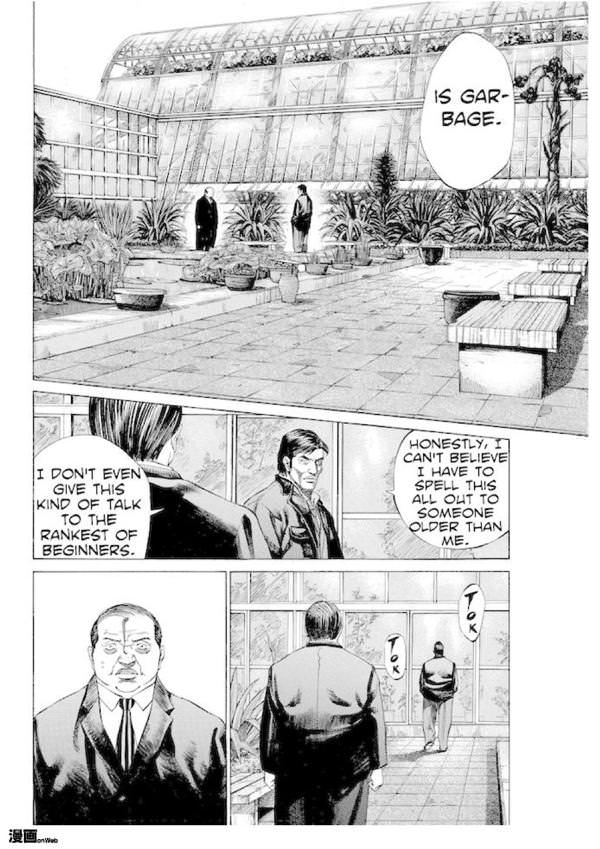 IS GAR-
BAGE.
HONESTLY, I
CAN'T BELIEVE
I HAVE TO
SPELL THIS
ALL OUT TO
SOMEONE
OLDER THAN
ME.
I DON'T EVEN
GIVE THIS
KIND OF TALK
TO THE
RANKEST OF
BEGINNERS.
TOK
TOK
漫画onWeb